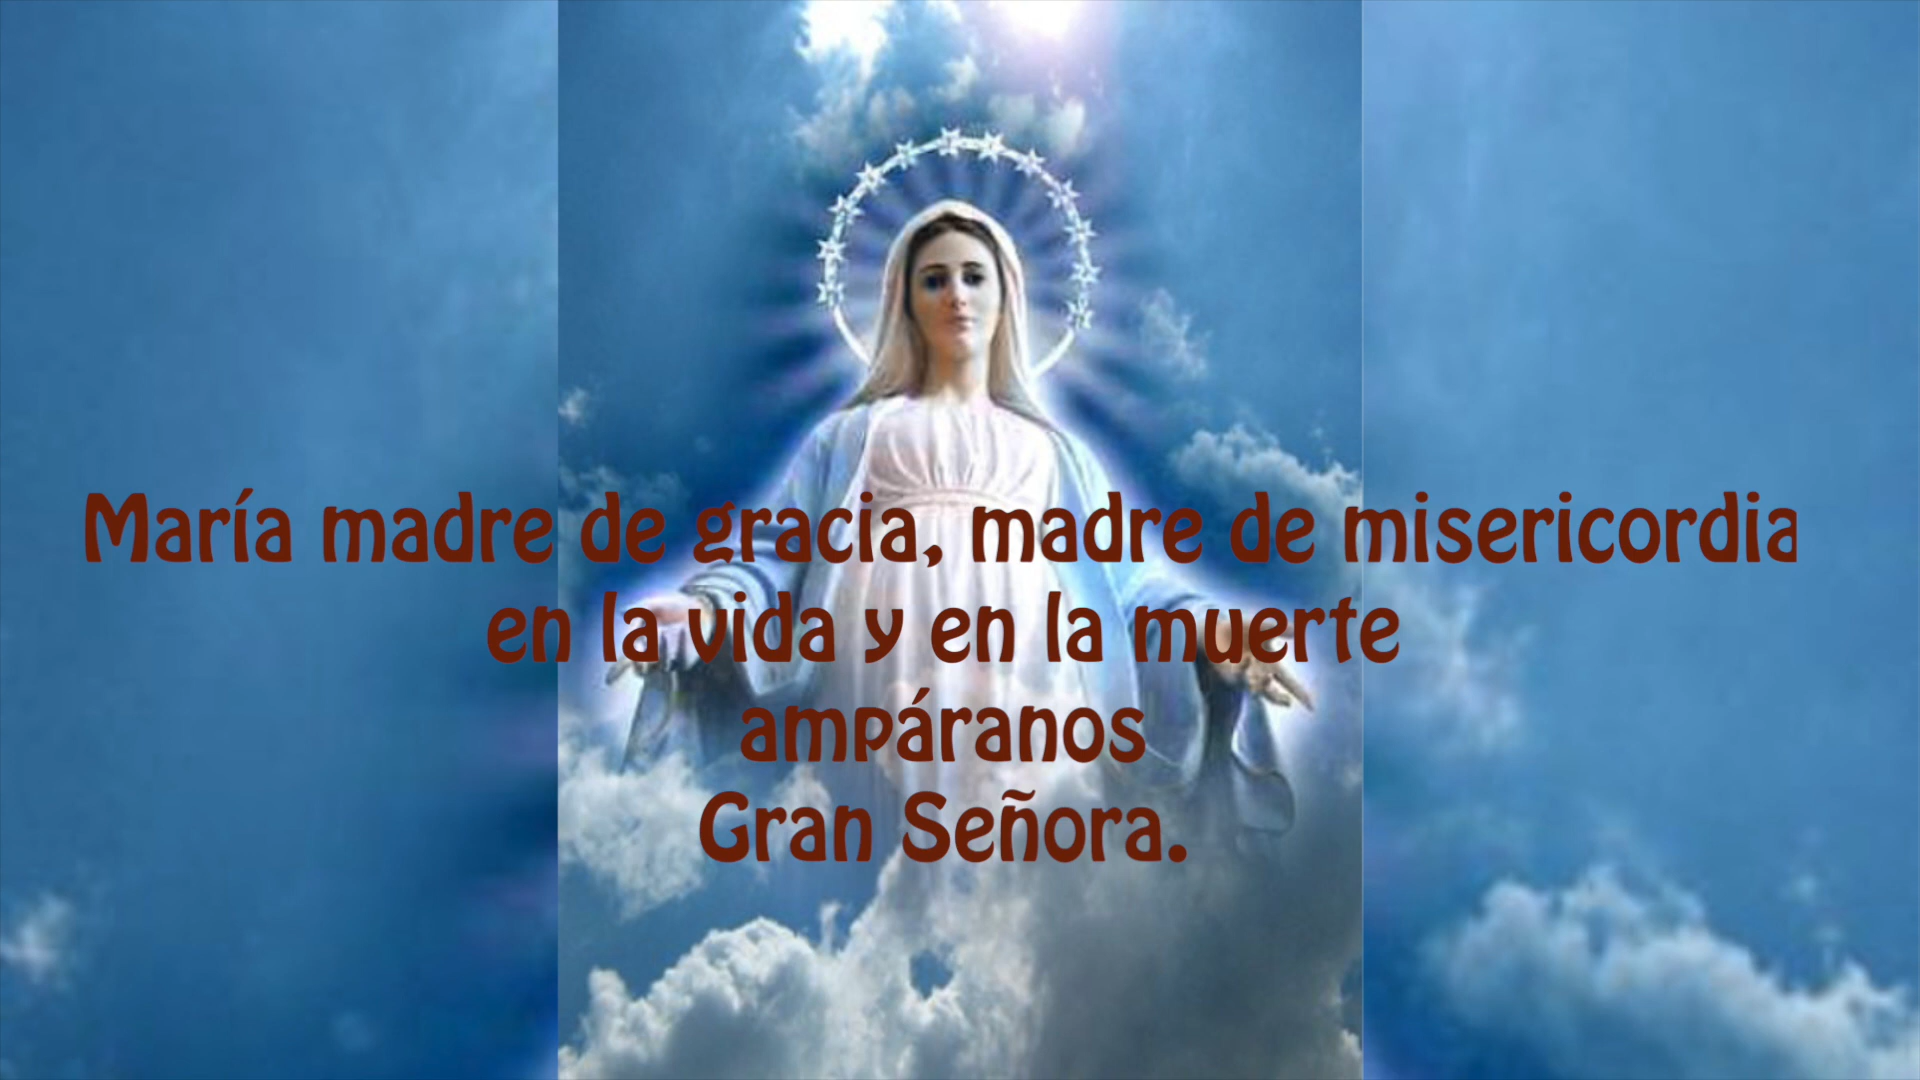 María madre de gracia, madre de misericordia
en la vida y en la muerte
ampáranos
Gran Señora.